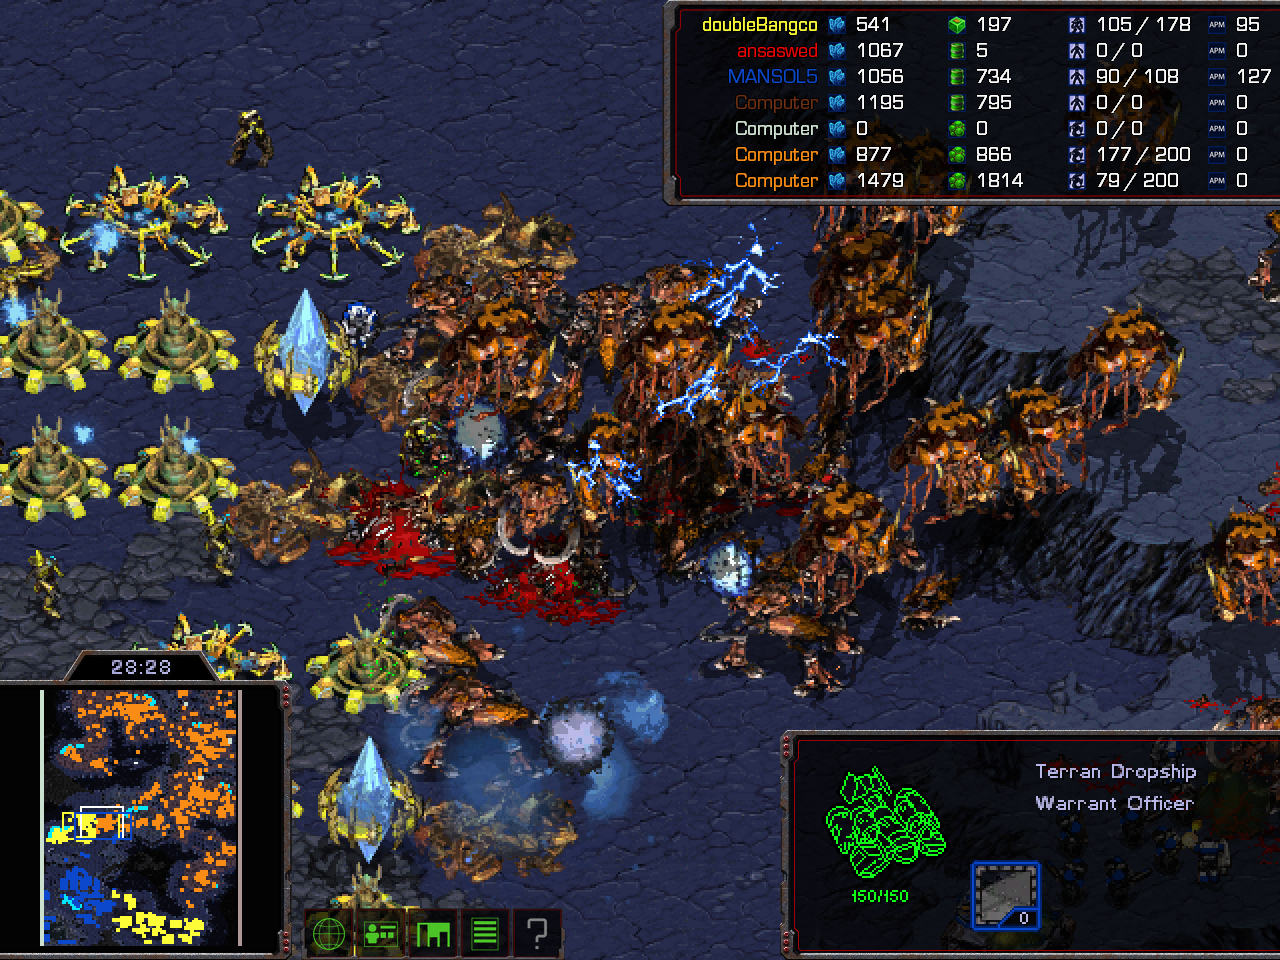 doubleBangco 541 197 105 / 178 APM 95
ansaswed 1067 5 0 / 0 APM 0
MANSOL5 1056 734 90 / 108 APM 127
Computer 1195 795 0 / 0 APM 0
Computer 0 0 0 / 0 APM 0
Computer 877 866 177 / 200 APM 0
Computer 1479 1814 79 / 200 APM 0
28:28
Terran Dropship
Warrant Officer
150/150
0
?